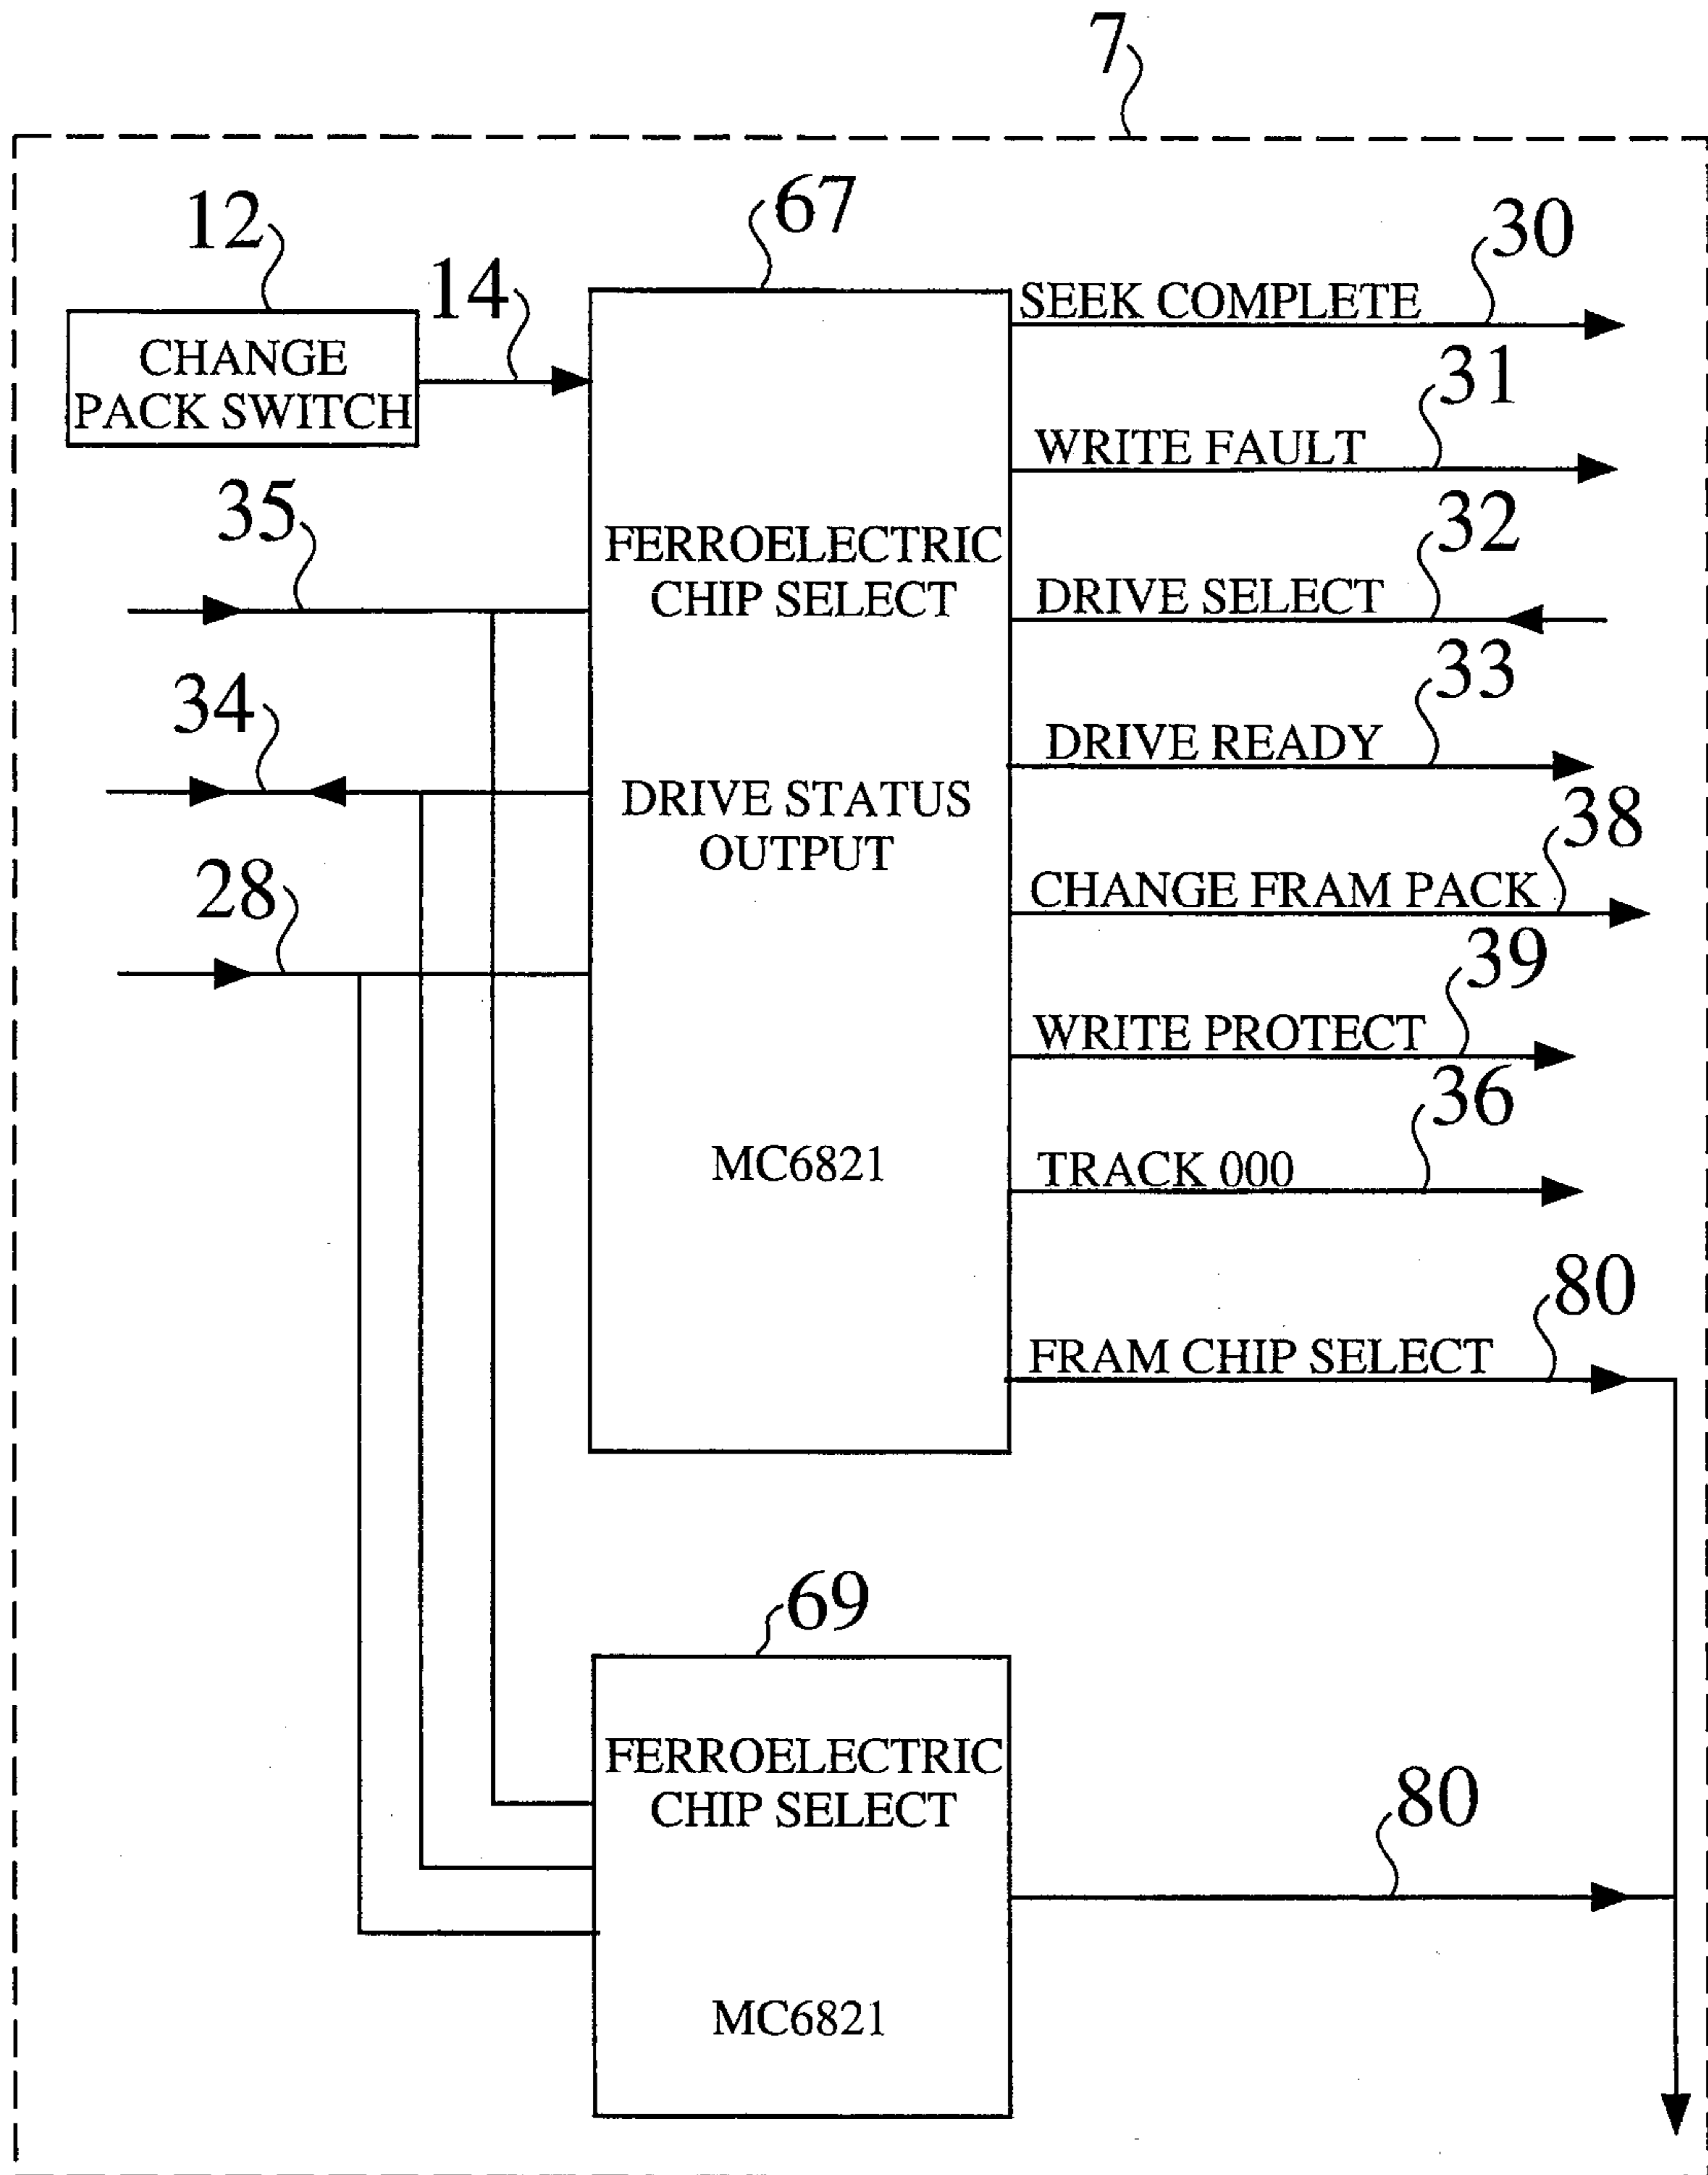 7
12
67
14
30
SEEK COMPLETE
CHANGE
PACK SWITCH
31
WRITE FAULT
35
FERROELECTRIC
CHIP SELECT
32
DRIVE SELECT
34
33
DRIVE READY
DRIVE STATUS
OUTPUT
38
CHANGE FRAM PACK
28
39
WRITE PROTECT
36
MC6821
TRACK 000
80
FRAM CHIP SELECT
69
FERROELECTRIC
CHIP SELECT
80
MC6821